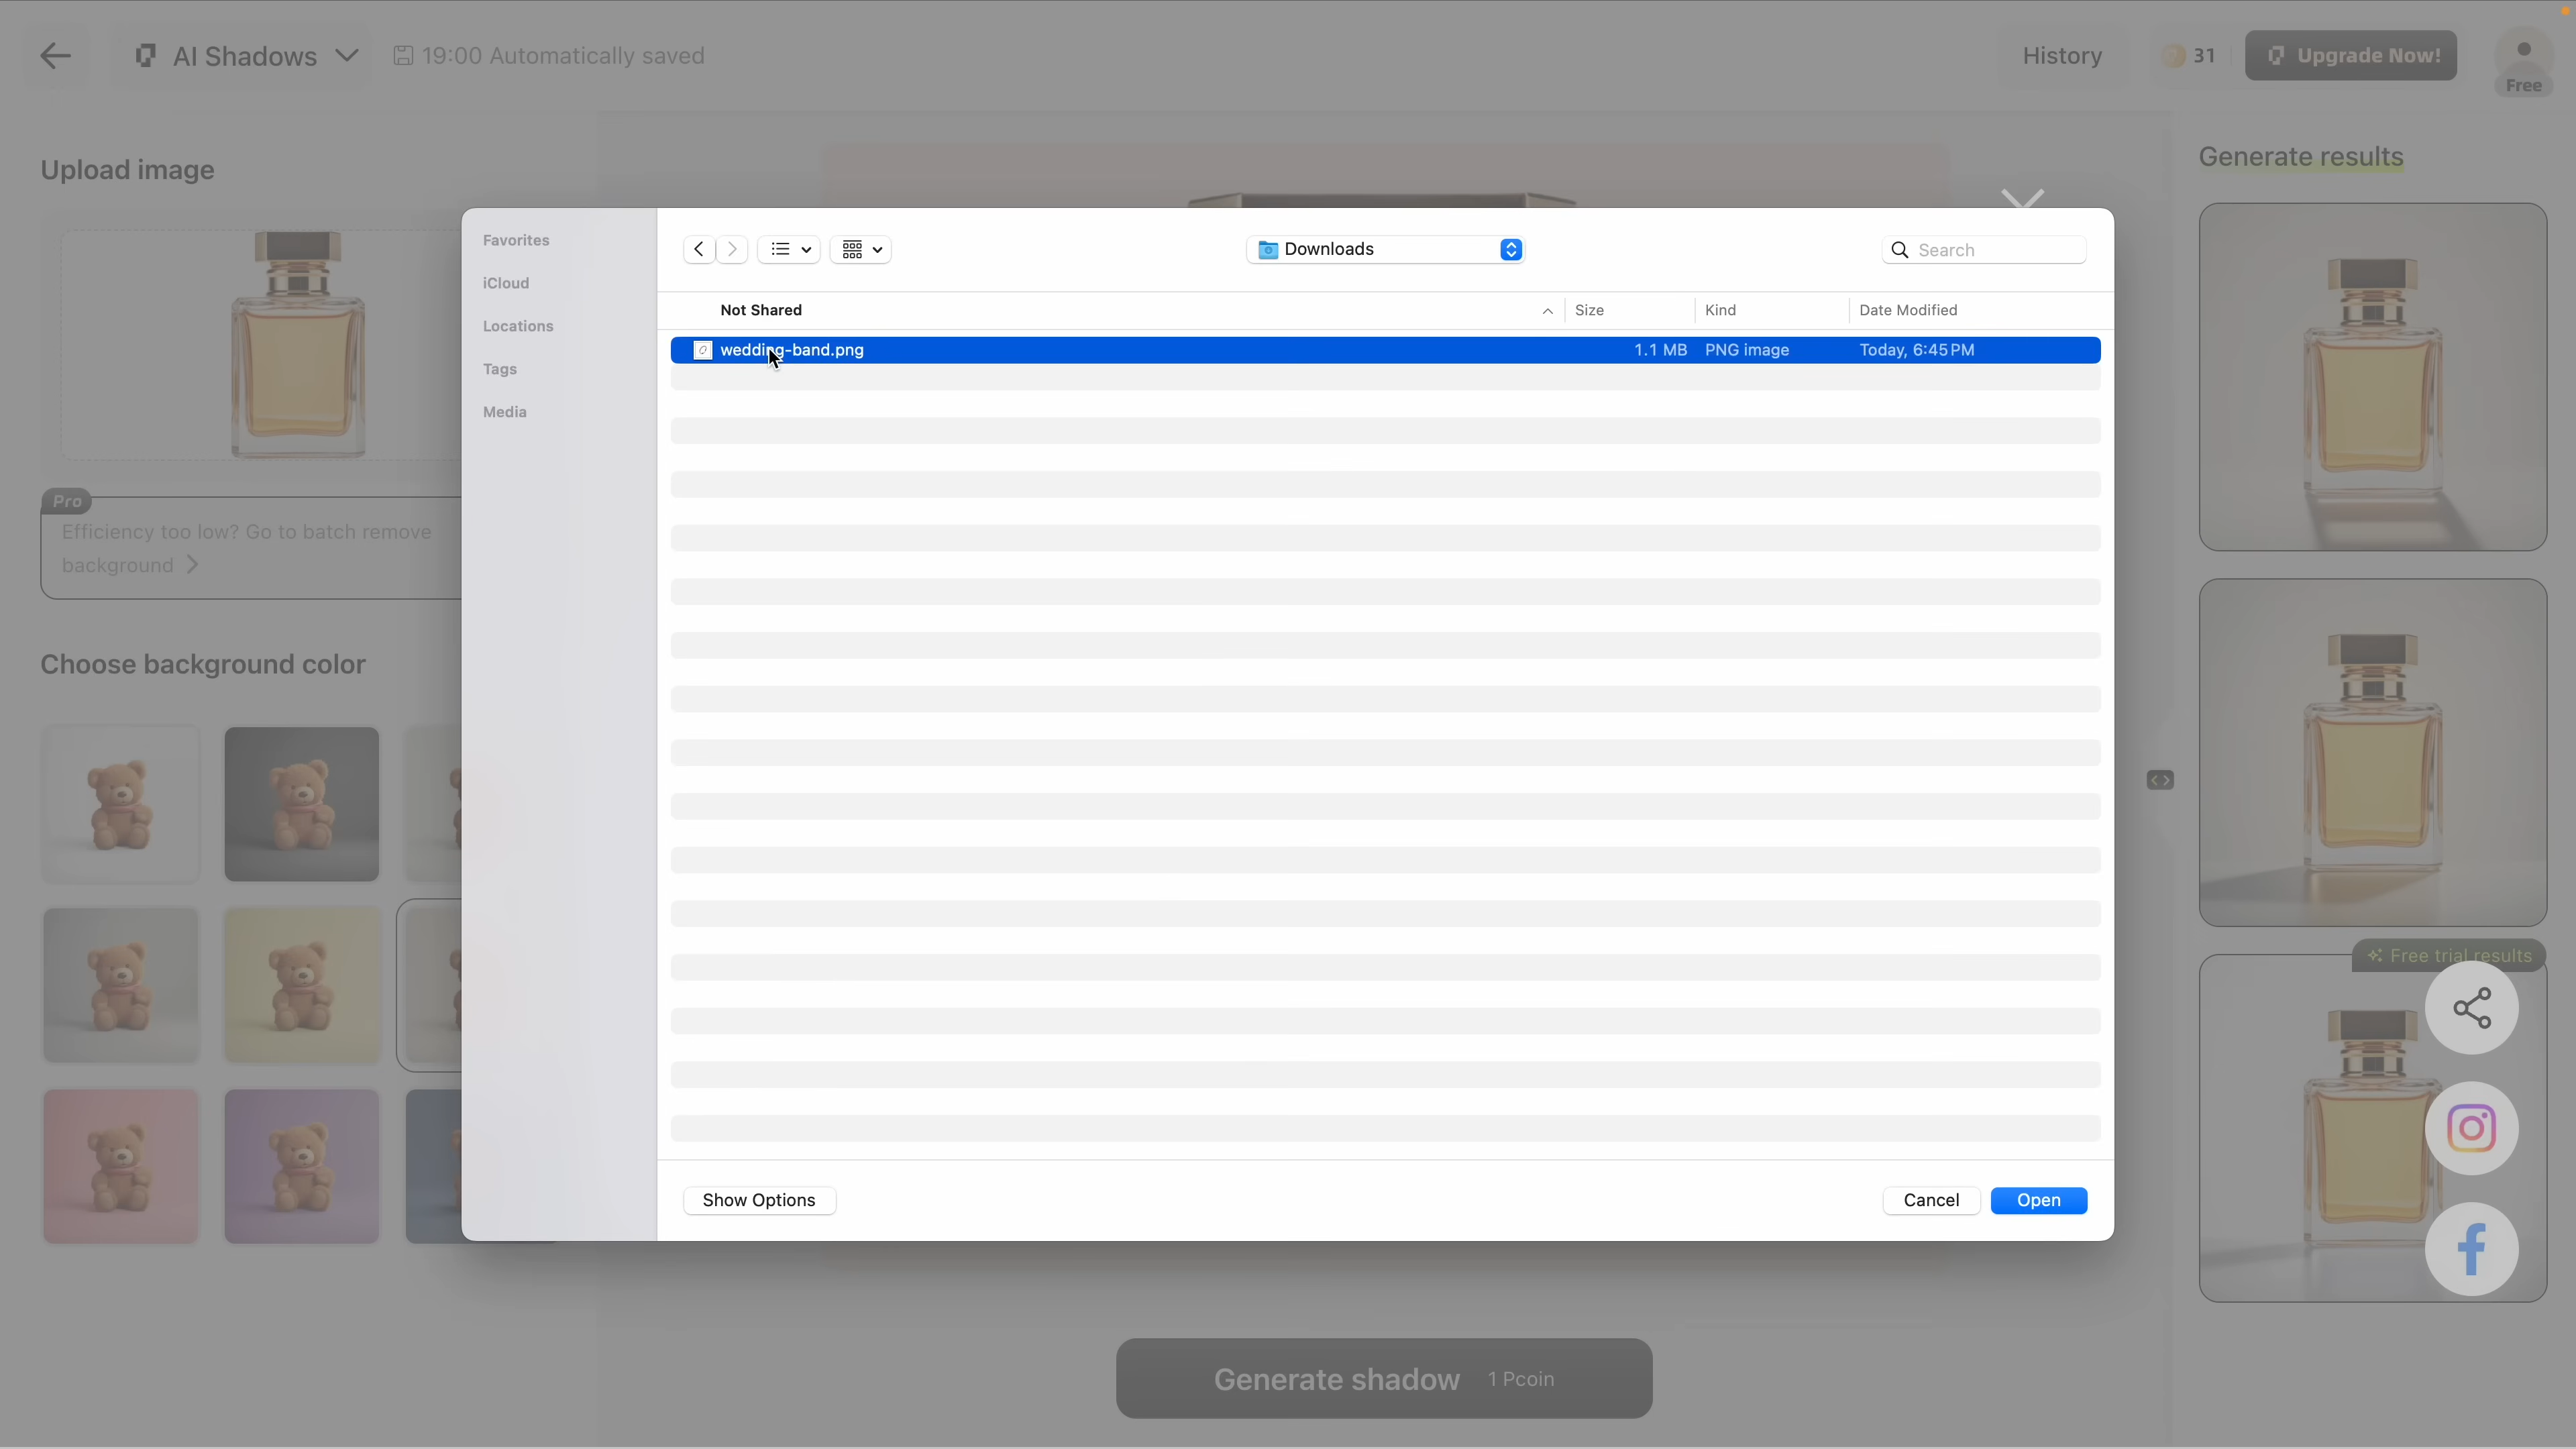 AI Shadows
19:00 Automatically saved
History
31
Upgrade Now!
Free
Upload image
Pro
Efficiency too low? Go to batch remove
background
Choose background color
Favorites
iCloud
Locations
Tags
Media
Downloads
Search
Not Shared
Size
Kind
Date Modified
wedding-band.png
1.1 MB
PNG image
Today, 6:45 PM
Show Options
Cancel
Open
Generate shadow
1 Pcoin
Generate results
Free trial results